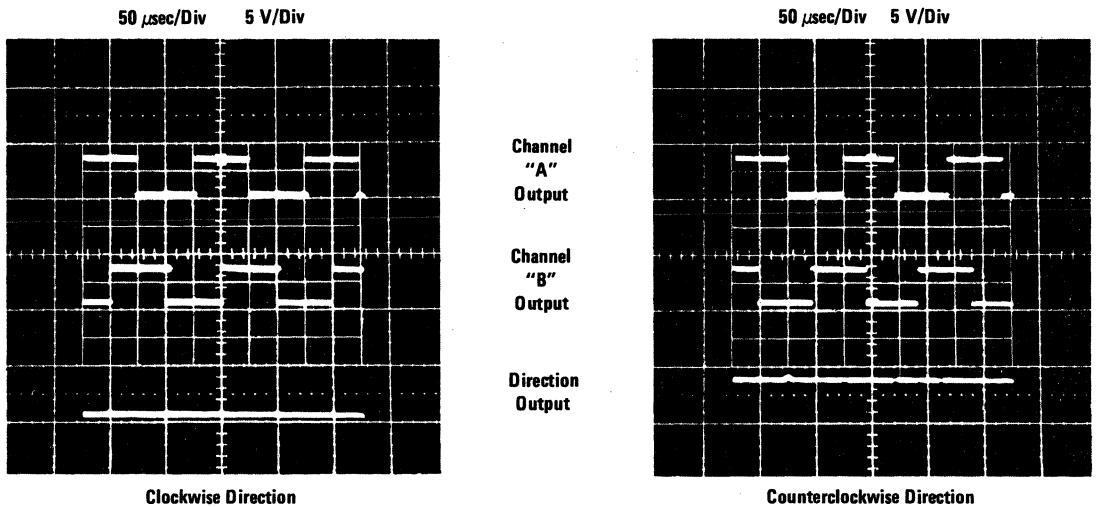 50 μsec/Div 5 V/Div
50 μsec/Div 5 V/Div
Channel
"A"
Output
Channel
"B"
Output
Direction
Output
Clockwise Direction
Counterclockwise Direction